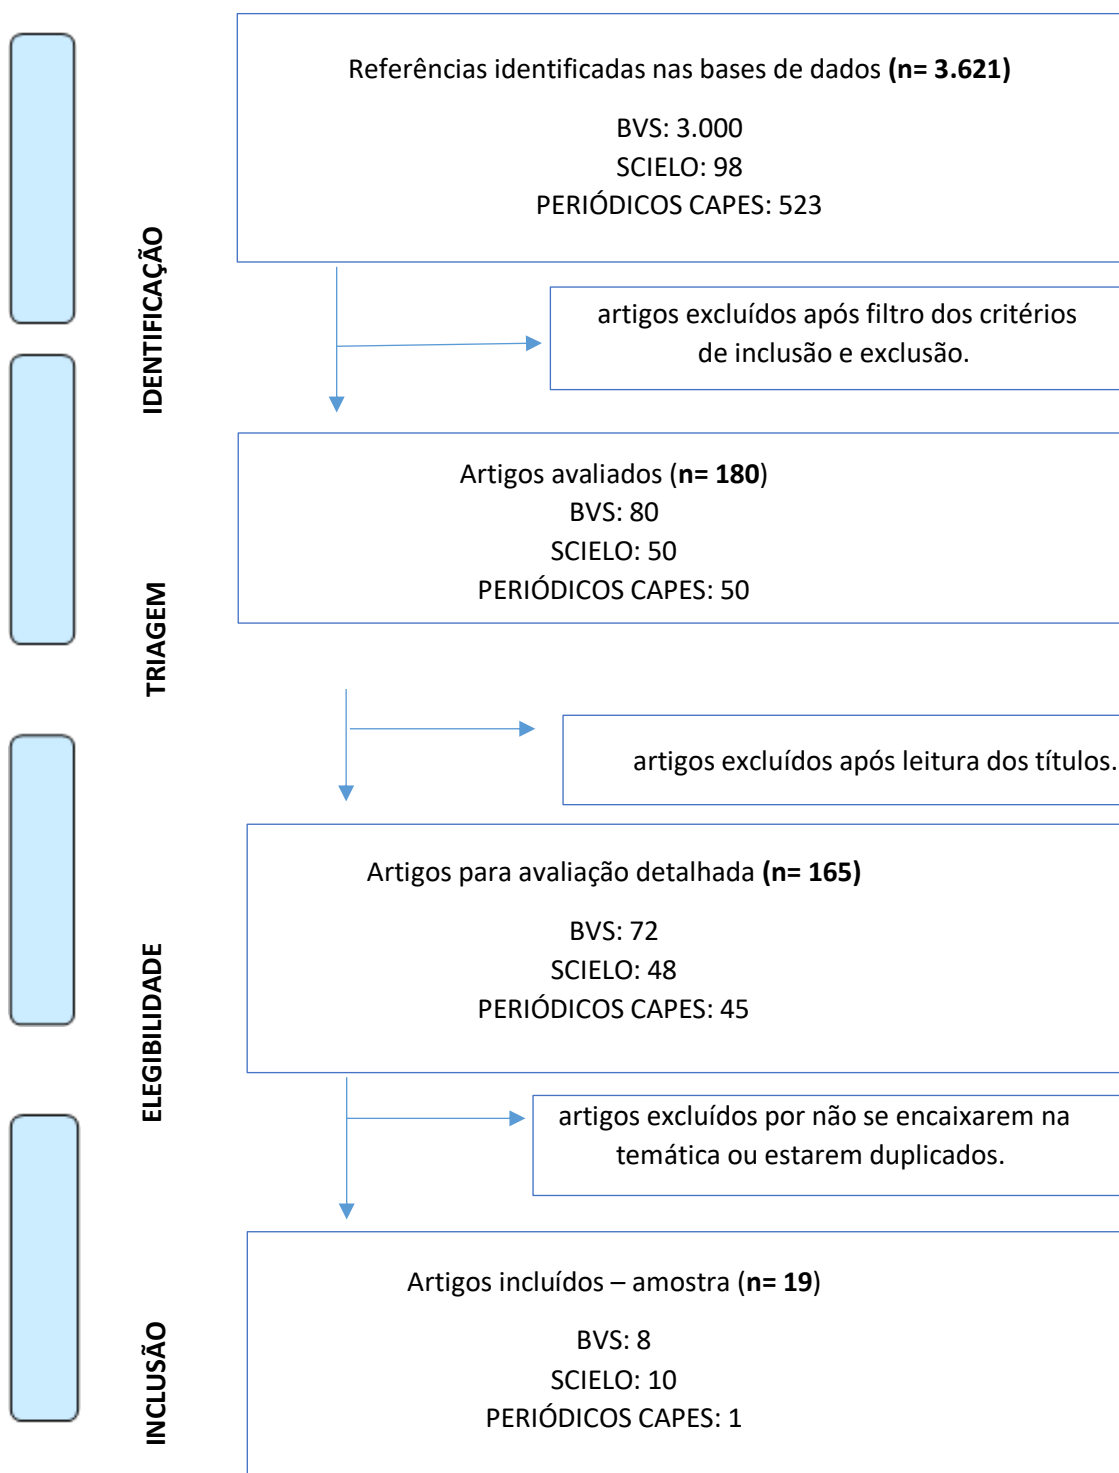 Referências identificadas nas bases de dados (n= 3.621)
BVS: 3.000
SCIELO: 98
PERIÓDICOS CAPES: 523
IDENTIFICAÇÃO
artigos excluídos após filtro dos critérios
de inclusão e exclusão.
Artigos avaliados (n= 180)
BVS: 80
SCIELO: 50
PERIÓDICOS CAPES: 50
TRIAGEM
artigos excluídos após leitura dos títulos.
Artigos para avaliação detalhada (n= 165)
BVS: 72
SCIELO: 48
PERIÓDICOS CAPES: 45
ELEGIBILIDADE
artigos excluídos por não se encaixarem na
temática ou estarem duplicados.
Artigos incluídos – amostra (n= 19)
BVS: 8
SCIELO: 10
PERIÓDICOS CAPES: 1
INCLUSÃO